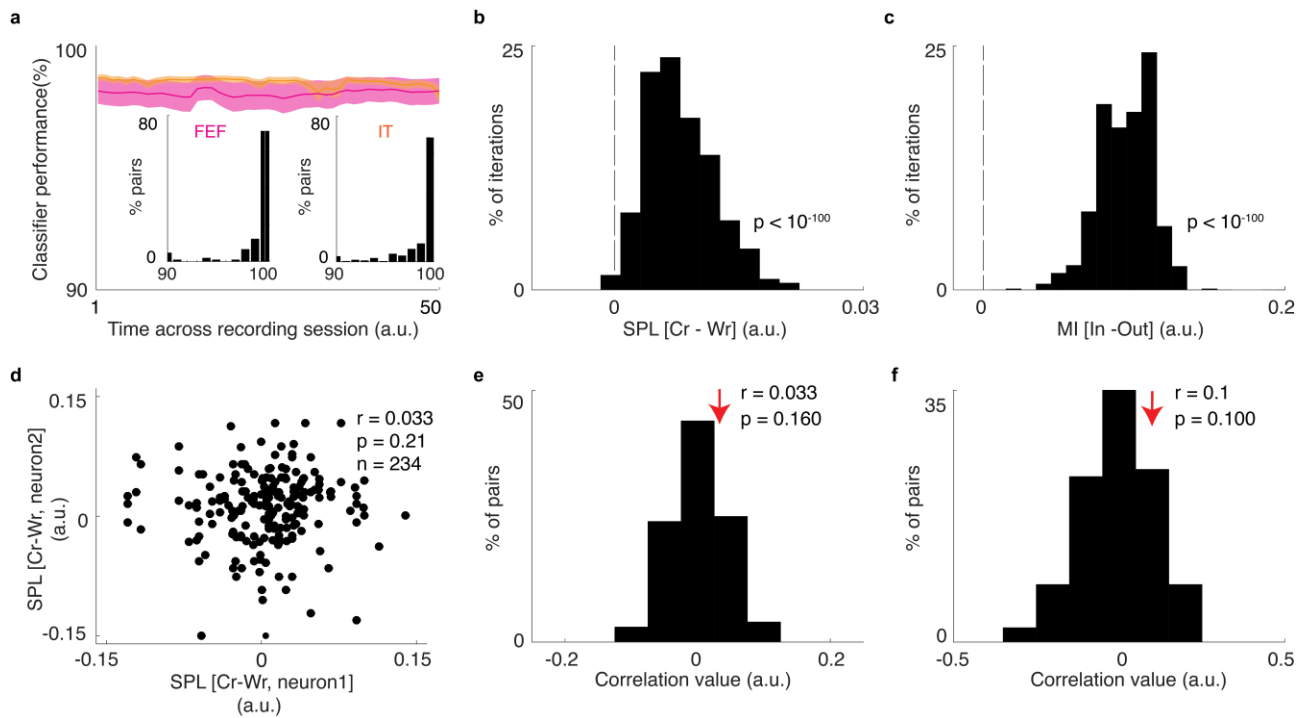 a
100
Classifier performance(%)
90
1
50
Time across recording session (a.u.)
FEF
80
% pairs
0
90
100
IT
80
% pairs
0
90
100
b
25
% of iterations
0
p < 10-100
0
0.03
SPL [Cr - Wr] (a.u.)
c
25
% of iterations
0
p < 10-100
0
0.2
MI [In -Out] (a.u.)
d
0.15
SPL [Cr-Wr, neuron2]
(a.u.)
0
-0.15
r = 0.033
p = 0.21
n = 234
-0.15
0
0.15
SPL [Cr-Wr, neuron1]
(a.u.)
e
50
% of pairs
0
r = 0.033
p = 0.160
-0.2
0
0.2
Correlation value (a.u.)
f
35
% of pairs
0
r = 0.1
p = 0.100
-0.5
0
0.5
Correlation value (a.u.)